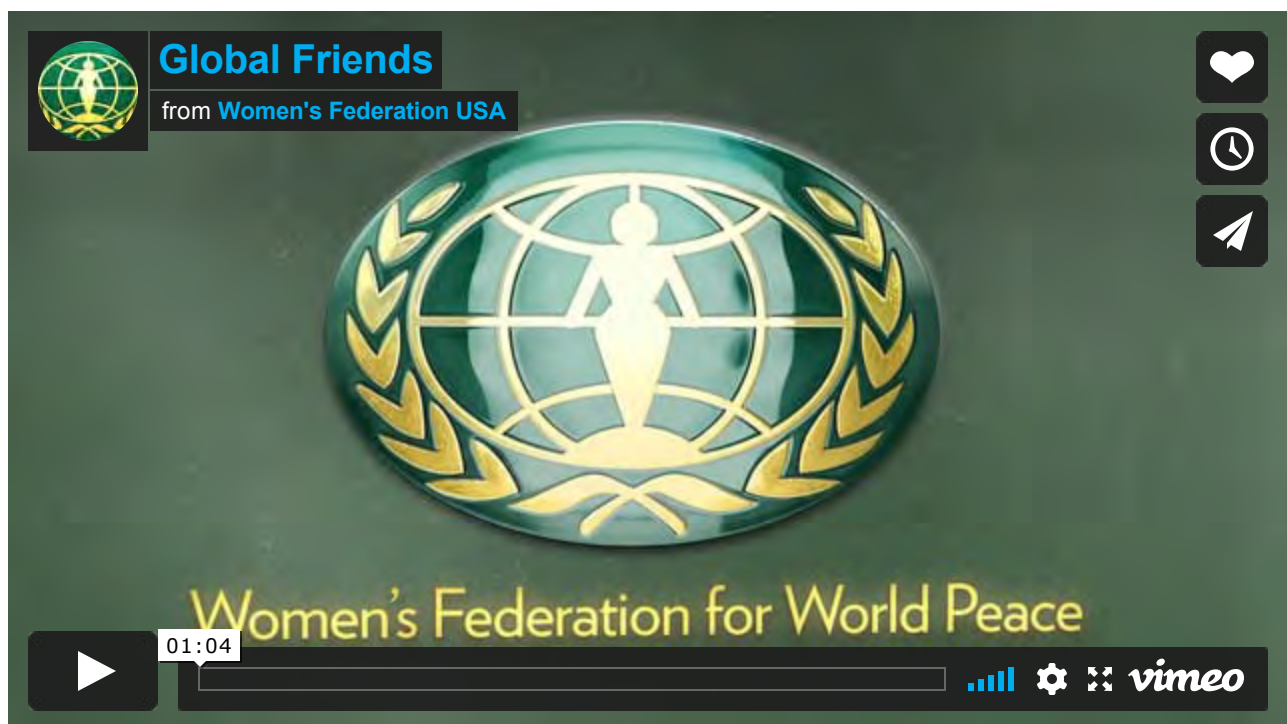 Global Friends
from Women's Federation USA
Women's Federation for World Peace
01:04
vimeo